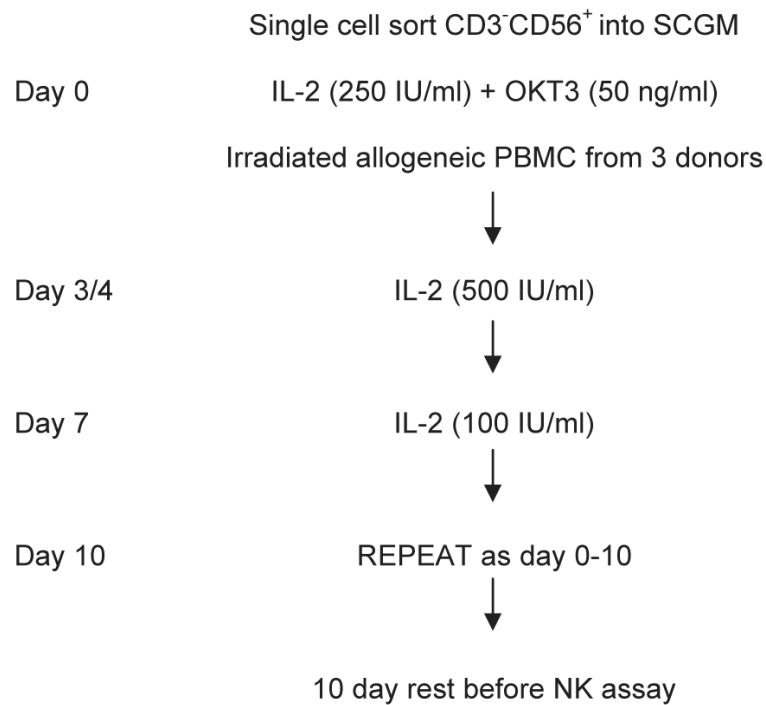 Single cell sort CD3⁻CD56⁺ into SCGM
Day 0 IL-2 (250 IU/ml) + OKT3 (50 ng/ml)
Irradiated allogeneic PBMC from 3 donors
Day 3/4 IL-2 (500 IU/ml)
Day 7 IL-2 (100 IU/ml)
Day 10 REPEAT as day 0-10
10 day rest before NK assay